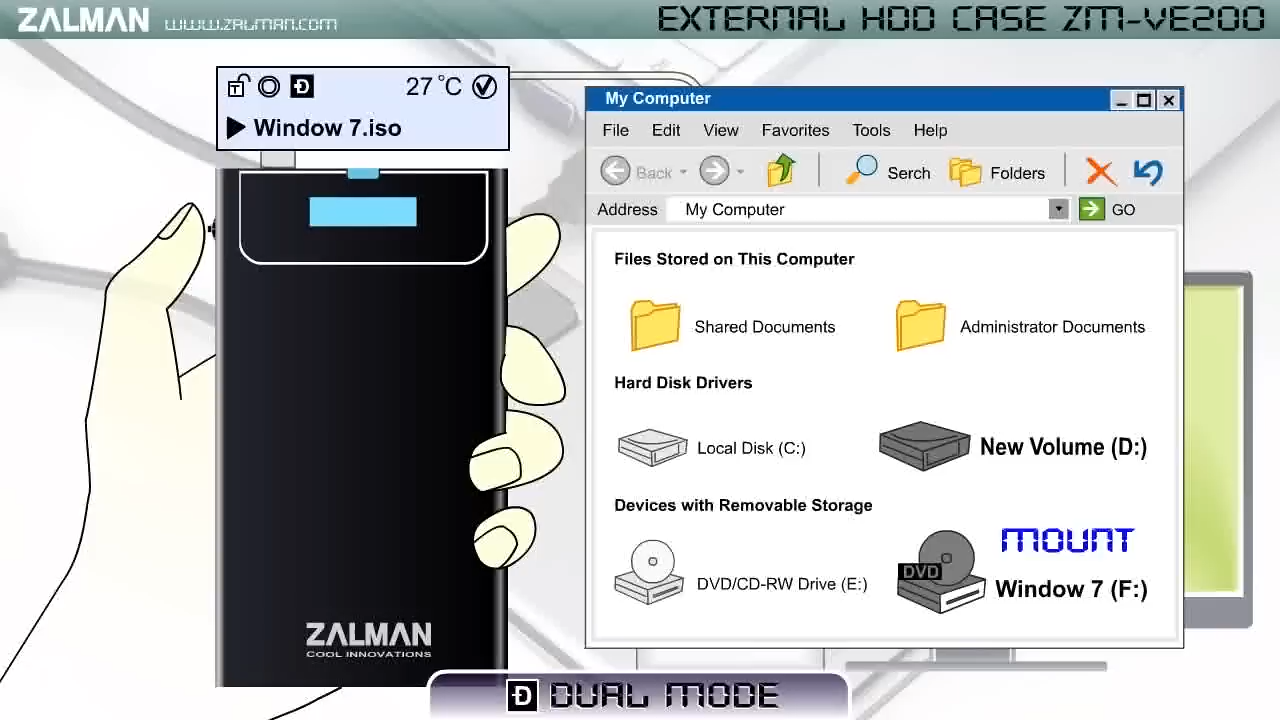 ZALMAN www.ZALMAN.COM
EXTERNAL HDD CASE ZM-VE200
D 27°C
Window 7.iso
ZALMAN
COOL INNOVATIONS
My Computer
File Edit View Favorites Tools Help
Back Serch Folders
Address My Computer GO
Files Stored on This Computer
Shared Documents Administrator Documents
Hard Disk Drivers
Local Disk (C:) New Volume (D:)
Devices with Removable Storage
MOUNT
DVD
DVD/CD-RW Drive (E:) Window 7 (F:)
D DUAL MODE